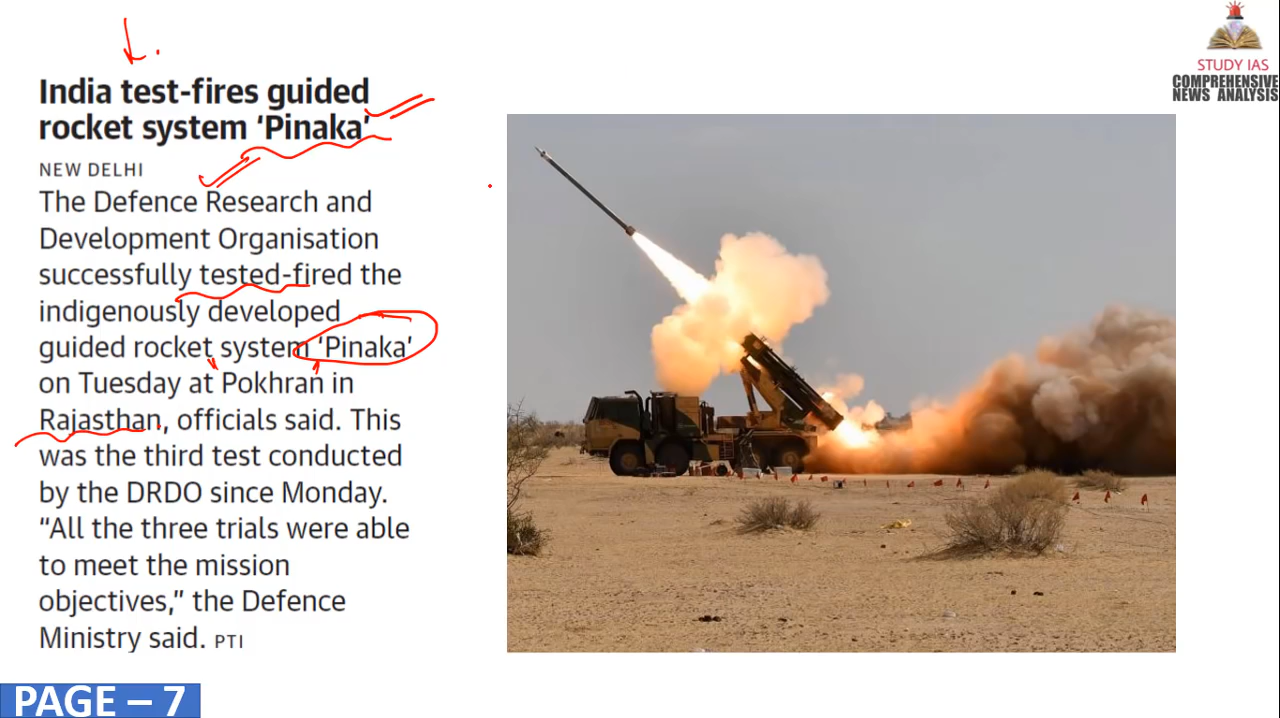 STUDY IAS
COMPREHENSIVE
NEWS ANALYSIS
India test-fires guided
rocket system ‘Pinaka’
NEW DELHI
The Defence Research and
Development Organisation
successfully tested-fired the
indigenously developed
guided rocket system ‘Pinaka’
on Tuesday at Pokhran in
Rajasthan, officials said. This
was the third test conducted
by the DRDO since Monday.
“All the three trials were able
to meet the mission
objectives,” the Defence
Ministry said. PTI
PAGE – 7